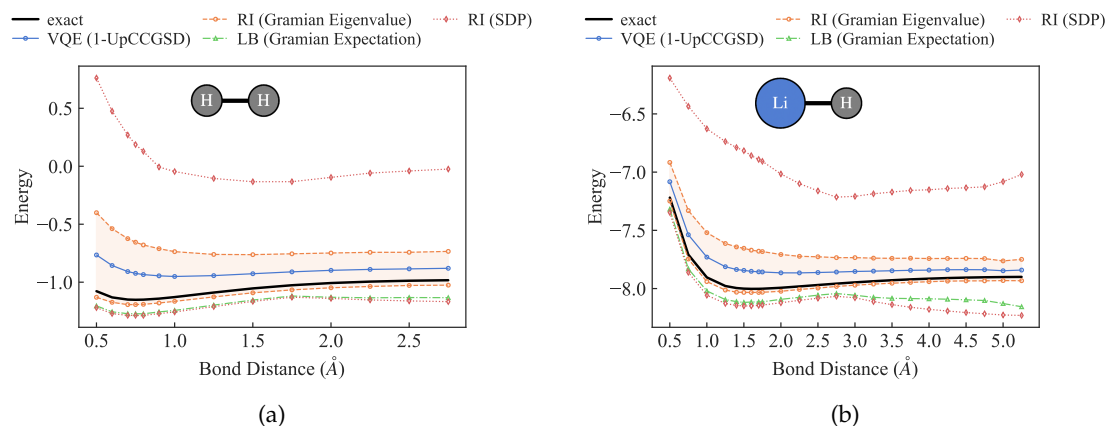 exact
RI (Gramian Eigenvalue)
RI (SDP)
VQE (1-UpCCGSD)
LB (Gramian Expectation)
H
H
0.5
0.0
−0.5
−1.0
Energy
0.5
1.0
1.5
2.0
2.5
Bond Distance (Å)
(a)
exact
RI (Gramian Eigenvalue)
RI (SDP)
VQE (1-UpCCGSD)
LB (Gramian Expectation)
Li
H
−6.5
−7.0
−7.5
−8.0
Energy
0.5
1.0
1.5
2.0
2.5
3.0
3.5
4.0
4.5
5.0
Bond Distance (Å)
(b)